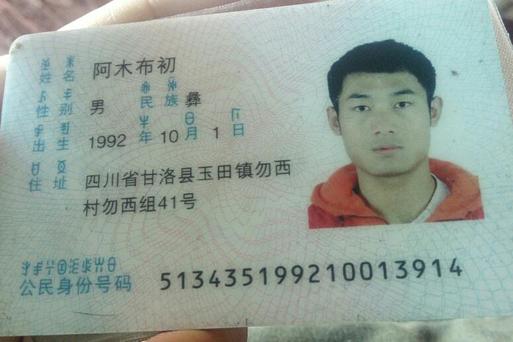 姓名 阿木布初
性别 男 民族 彝
出生 1992 年 10 月 1 日
住址 四川省甘洛县玉田镇勿西
村勿西组41号
公民身份号码 513435199210013914